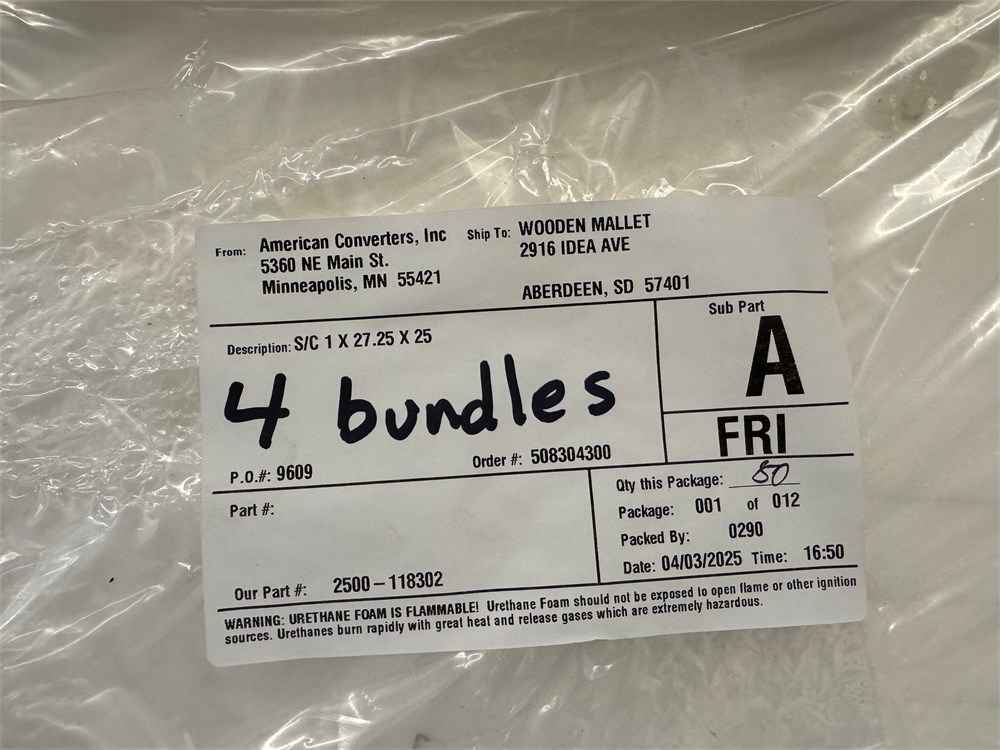 From: American Converters, Inc
5360 NE Main St.
Minneapolis, MN 55421
Ship To: WOODEN MALLET
2916 IDEA AVE
ABERDEEN, SD 57401
Description: S/C 1 X 27.25 X 25
4 bundles
P.O.#: 9609
Order #: 508304300
Sub Part
A
FRI
Part #:
Our Part #: 2500-118302
Qty this Package: 80
Package: 001 of 012
Packed By: 0290
Date: 04/03/2025 Time: 16:50
WARNING: URETHANE FOAM IS FLAMMABLE! Urethane Foam should not be exposed to open flame or other ignition
sources. Urethanes burn rapidly with great heat and release gases which are extremely hazardous.